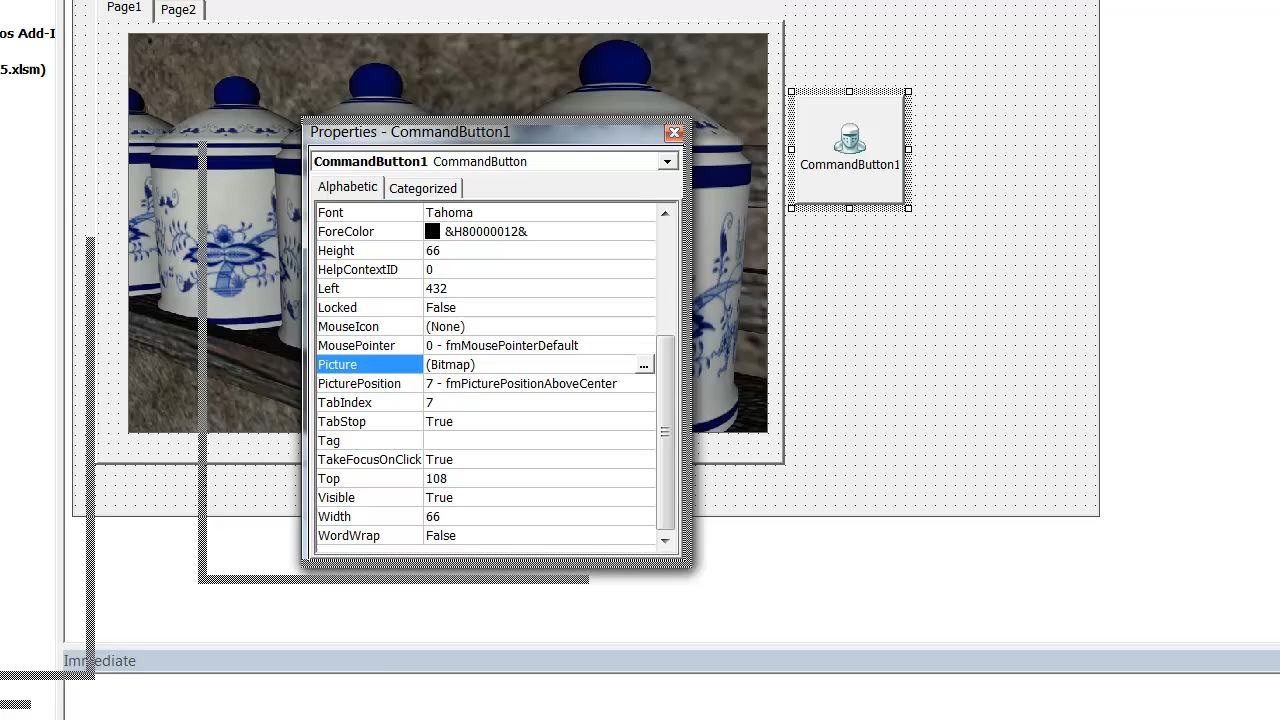 Page1
Page2
os Add-I
5.xlsm)
Properties - CommandButton1
CommandButton1 CommandButton
Alphabetic
Categorized
Font Tahoma
ForeColor &H80000012&
Height 66
HelpContextID 0
Left 432
Locked False
MouseIcon (None)
MousePointer 0 - fmMousePointerDefault
Picture (Bitmap) ...
PicturePosition 7 - fmPicturePositionAboveCenter
TabIndex 7
TabStop True
Tag
TakeFocusOnClick True
Top 108
Visible True
Width 66
WordWrap False
CommandButton1
Immediate